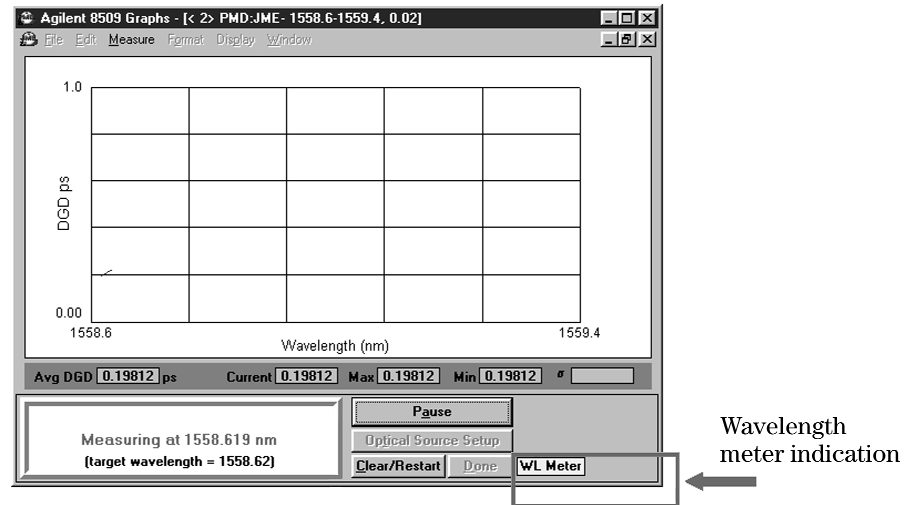 Agilent 8509 Graphs - [< 2> PMD:JME- 1558.6-1559.4, 0.02]
File Edit Measure Format Display Window
1.0
DGD ps
0.00
1558.6
1559.4
Wavelength (nm)
Avg DGD 0.19812 ps Current 0.19812 Max 0.19812 Min 0.19812 σ
Measuring at 1558.619 nm
(target wavelength = 1558.62)
Pause
Optical Source Setup
Clear/Restart Done WL Meter
Wavelength
meter indication